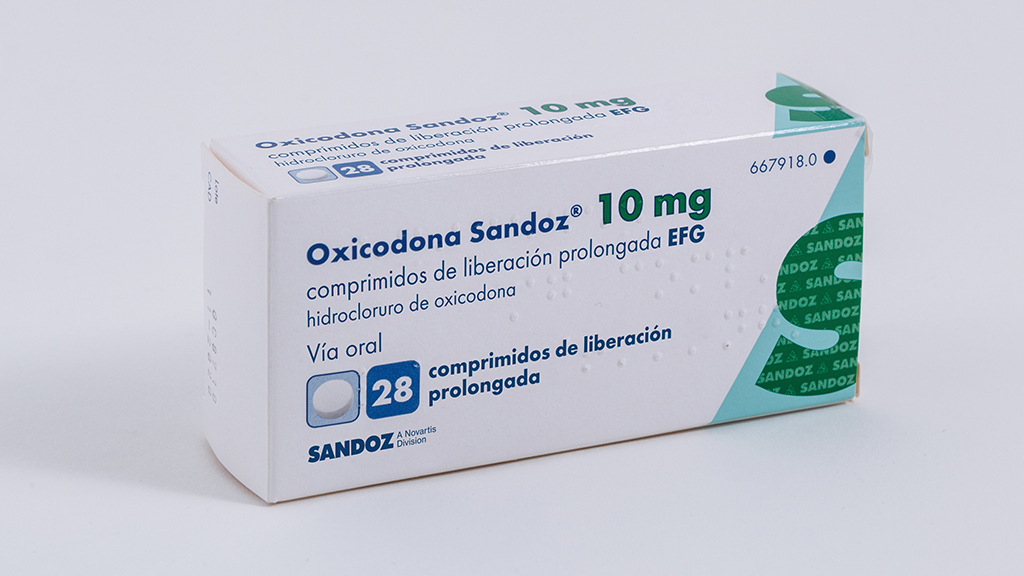 Oxicodona Sandoz® 10 mg
comprimidos de liberación prolongada EFG
hidrocloruro de oxicodona
28 comprimidos de liberación
prolongada
667918.0
Oxicodona Sandoz® 10 mg
comprimidos de liberación prolongada EFG
hidrocloruro de oxicodona
Vía oral
28 comprimidos de liberación
prolongada
SANDOZ A Novartis
Division
Lote
CAD
SANDOZ
SANDOZ
SANDOZ
SANDOZ
SANDOZ